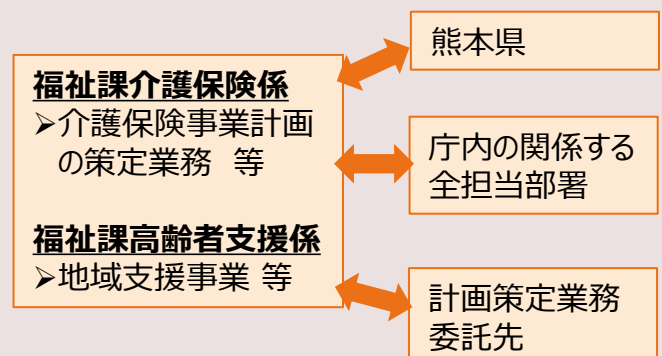 福祉課介護保険係
➢介護保険事業計画
の策定業務 等
福祉課高齢者支援係
➢地域支援事業 等
熊本県
庁内の関係する
全担当部署
計画策定業務
委託先